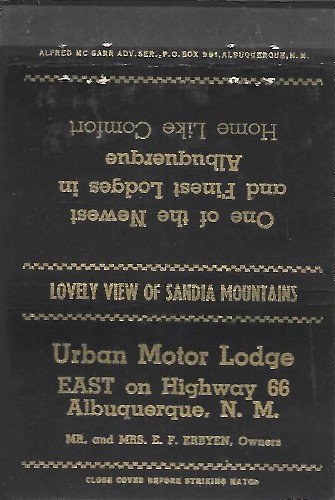 ALFRED MC GARR ADV. SER., P.O. BOX 991, ALBUQUERQUE, N.M.
One of the Newest
and Finest Lodges in
Albuquerque
Home Like Comfort
LOVELY VIEW OF SANDIA MOUNTAINS
Urban Motor Lodge
EAST on Highway 66
Albuquerque, N. M.
MR. and MRS. E. F. ERBYEN, Owners
CLOSE COVER BEFORE STRIKING MATCH